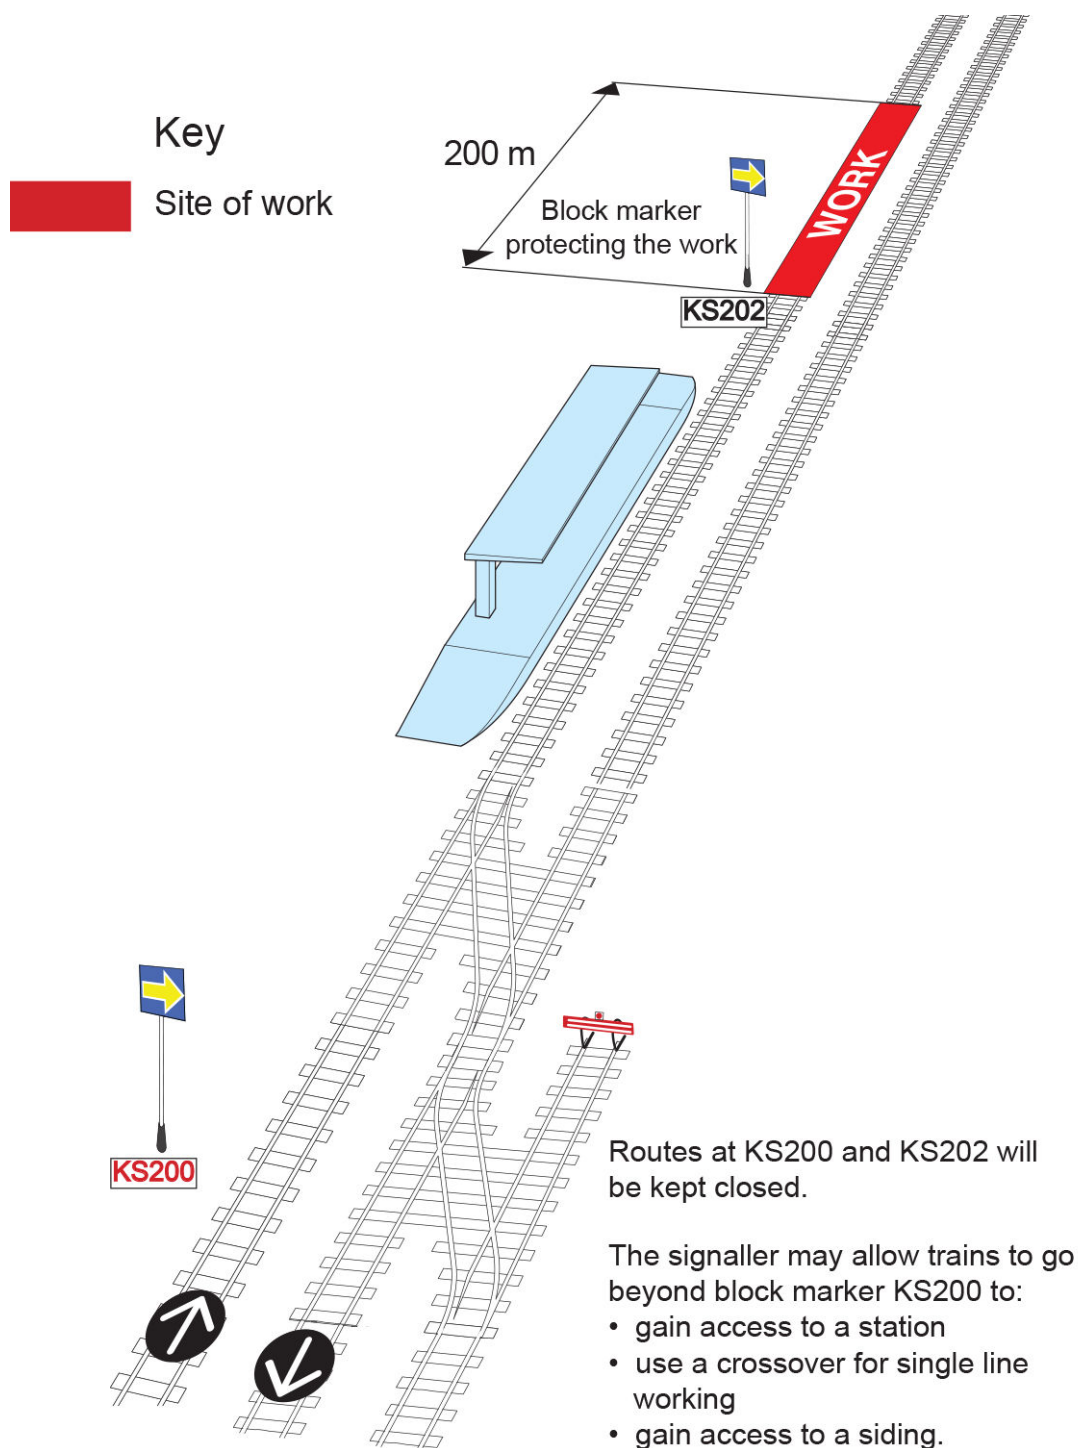 Key
Site of work
200 m
Block marker
protecting the work
WORK
KS202
KS200
Routes at KS200 and KS202 will
be kept closed.
The signaller may allow trains to go
beyond block marker KS200 to:
• gain access to a station
• use a crossover for single line
working
• gain access to a siding.